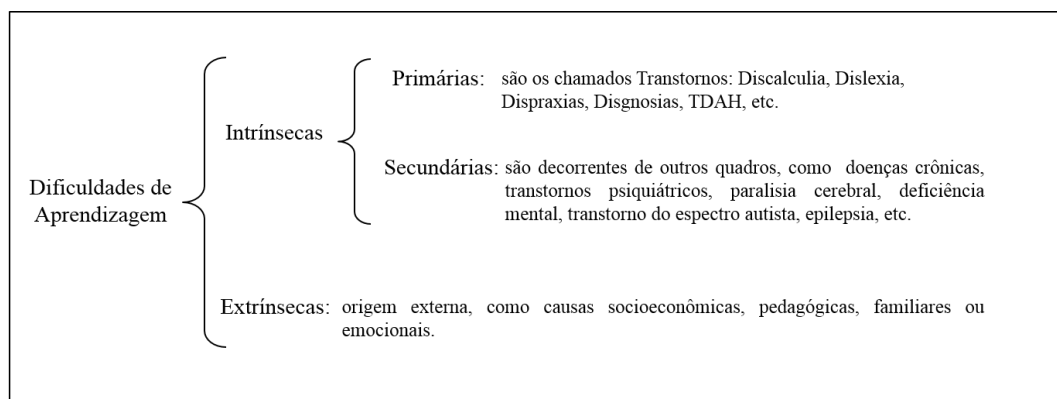 Primárias: são os chamados Transtornos: Discalculia, Dislexia,
Dispraxias, Disgnosias, TDAH, etc.
Intrínsecas
Secundárias: são decorrentes de outros quadros, como doenças crônicas,
transtornos psiquiátricos, paralisia cerebral, deficiência
mental, transtorno do espectro autista, epilepsia, etc.
Dificuldades de
Aprendizagem
Extrínsecas: origem externa, como causas socioeconômicas, pedagógicas, familiares ou
emocionais.